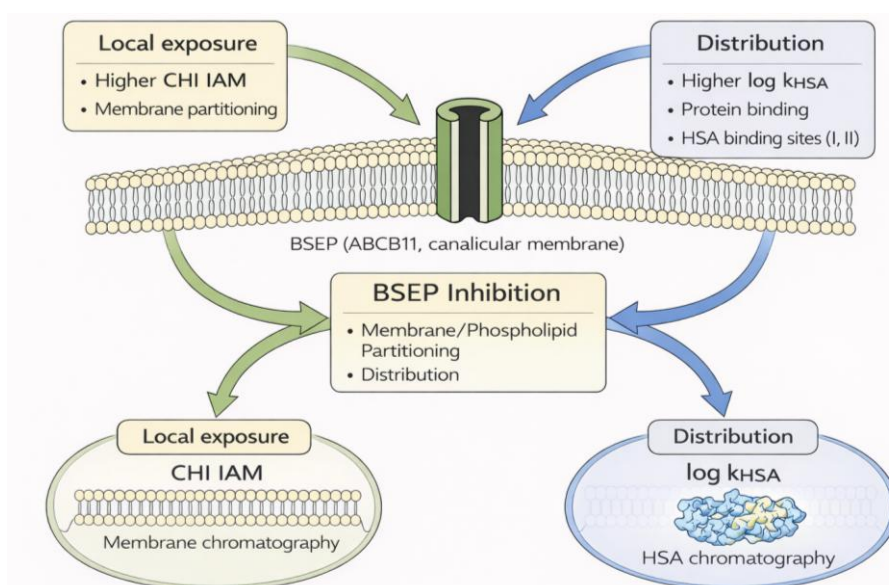 Local exposure
• Higher CHI IAM
• Membrane partitioning
Distribution
• Higher log kHSA
• Protein binding
• HSA binding sites (I, II)
BSEP (ABCB11, canalicular membrane)
BSEP Inhibition
• Membrane/Phospholipid
Partitioning
• Distribution
Local exposure
CHI IAM
Membrane chromatography
Distribution
log kHSA
HSA chromatography